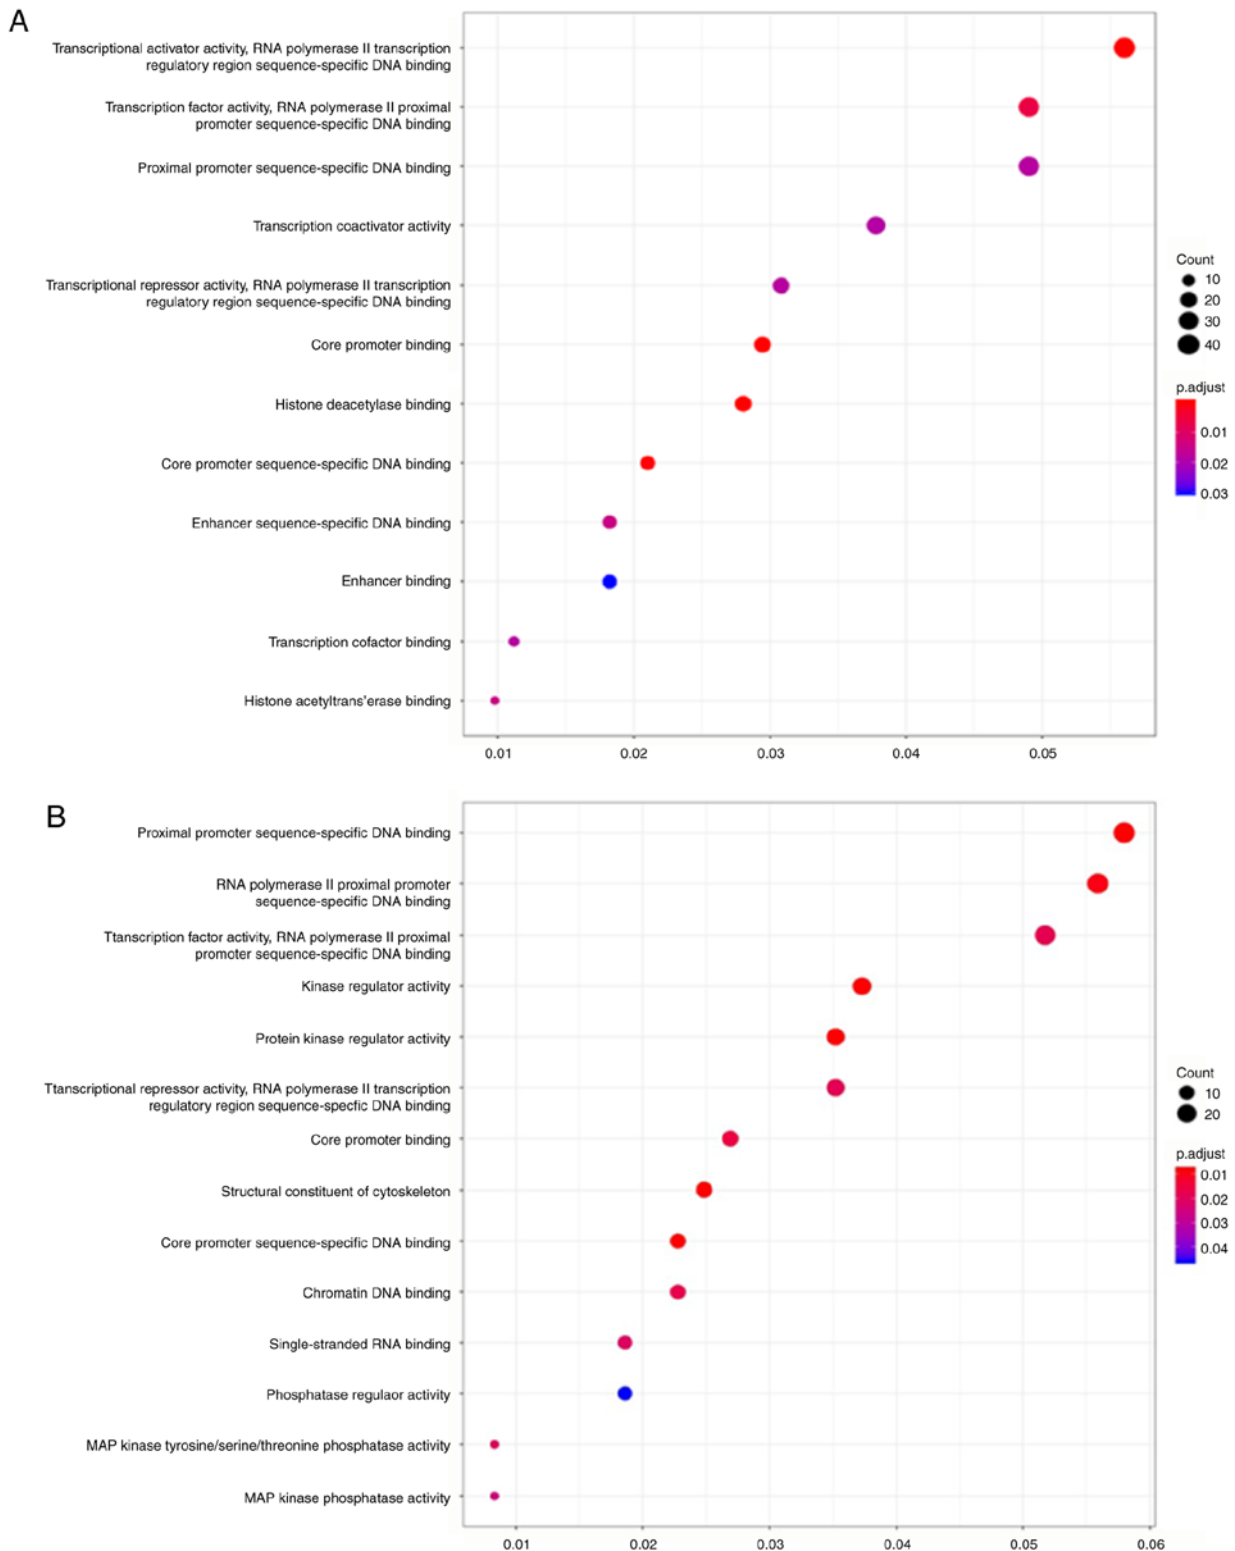 A
Transcriptional activator activity, RNA polymerase II transcription
regulatory region sequence-specific DNA binding
Transcription factor activity, RNA polymerase II proximal
promoter sequence-specific DNA binding
Proximal promoter sequence-specific DNA binding
Transcription coactivator activity
Transcriptional repressor activity, RNA polymerase II transcription
regulatory region sequence-specific DNA binding
Core promoter binding
Histone deacetylase binding
Core promoter sequence-specific DNA binding
Enhancer sequence-specific DNA binding
Enhancer binding
Transcription cofactor binding
Histone acetyltrans'erase binding
0.01 0.02 0.03 0.04 0.05
Count
10
20
30
40
p.adjust
0.01
0.02
0.03
B
Proximal promoter sequence-specific DNA binding
RNA polymerase II proximal promoter
sequence-specific DNA binding
Ttanscription factor activity, RNA polymerase II proximal
promoter sequence-specific DNA binding
Kinase regulator activity
Protein kinase regulator activity
Ttanscriptional repressor activity, RNA polymerase II transcription
regulatory region sequence-specfic DNA binding
Core promoter binding
Structural constituent of cytoskeleton
Core promoter sequence-specific DNA binding
Chromatin DNA binding
Single-stranded RNA binding
Phosphatase regulaor activity
MAP kinase tyrosine/serine/threonine phosphatase activity
MAP kinase phosphatase activity
0.01 0.02 0.03 0.04 0.05 0.06
Count
10
20
p.adjust
0.01
0.02
0.03
0.04